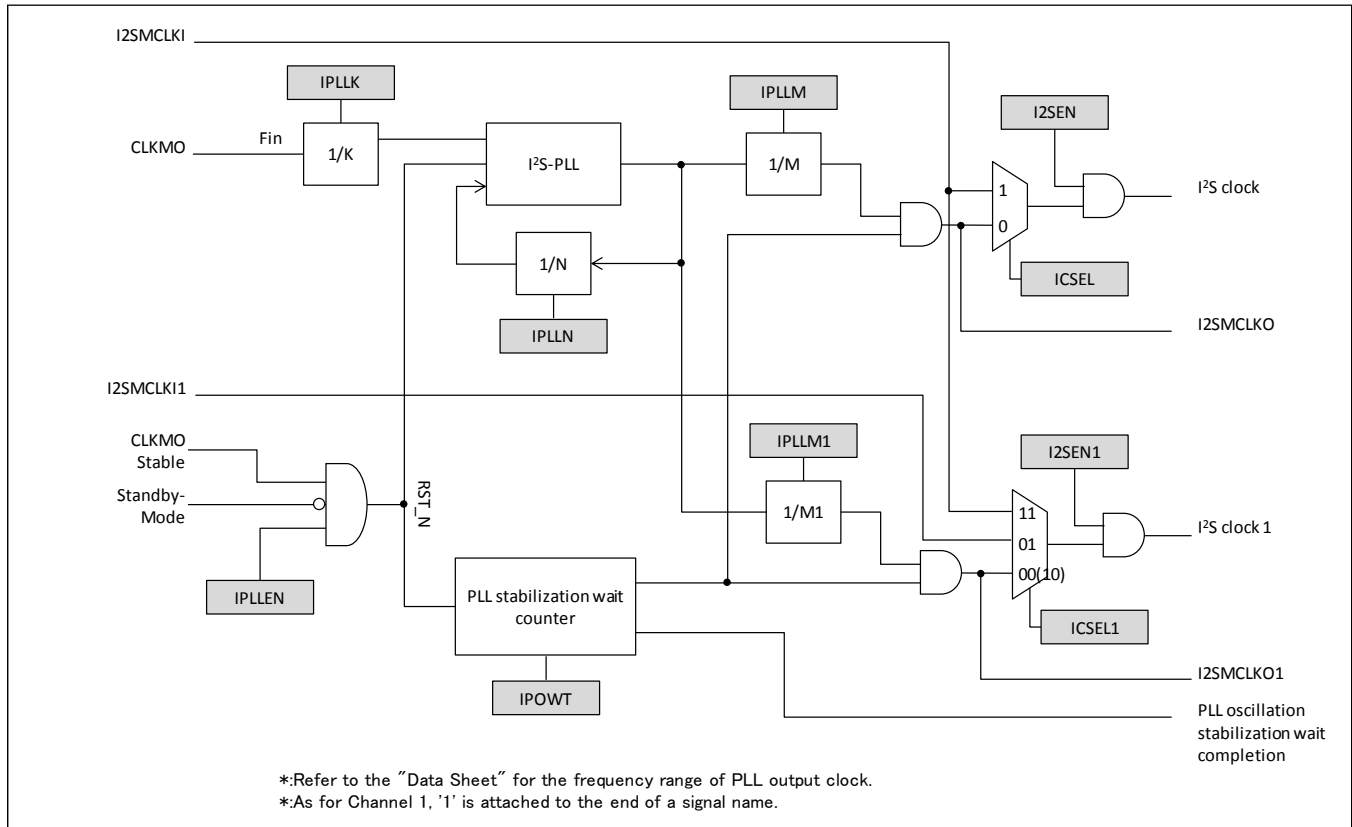 I2SMCLKI
IPLLK
IPLLM
I2SEN
CLKMO
Fin
1/K
I²S-PLL
1/M
1
0
I²S clock
1/N
ICSEL
IPLLN
I2SMCLKO
I2SMCLKI1
CLKMO
Stable
Standby-
Mode
RST_N
IPLLM1
I2SEN1
1/M1
11
01
00(10)
I²S clock 1
IPLLEN
PLL stabilization wait
counter
ICSEL1
IPOWT
I2SMCLKO1
PLL oscillation
stabilization wait
completion
*:Refer to the "Data Sheet" for the frequency range of PLL output clock.
*:As for Channel 1, '1' is attached to the end of a signal name.